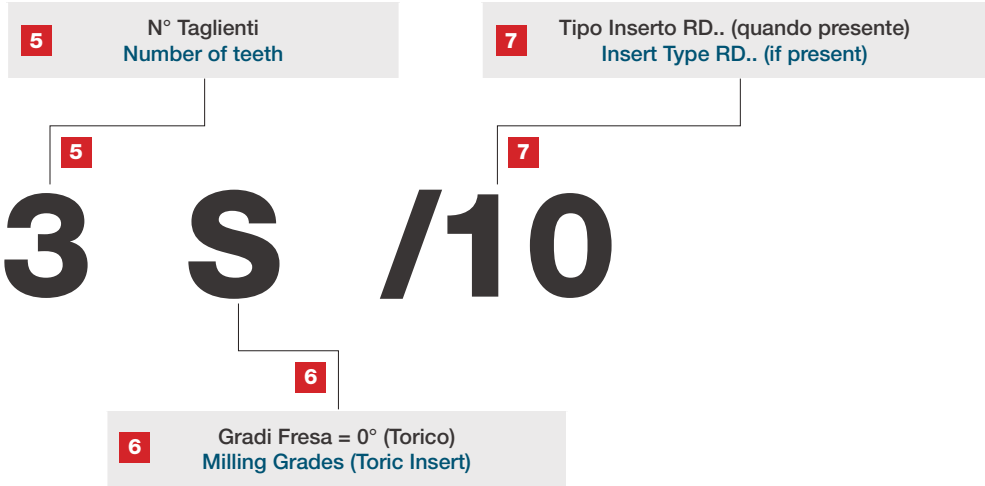 5
N° Taglienti
Number of teeth
7
Tipo Inserto RD.. (quando presente)
Insert Type RD.. (if present)
5
7
3 S /10
6
6
Gradi Fresa = 0° (Torico)
Milling Grades (Toric Insert)